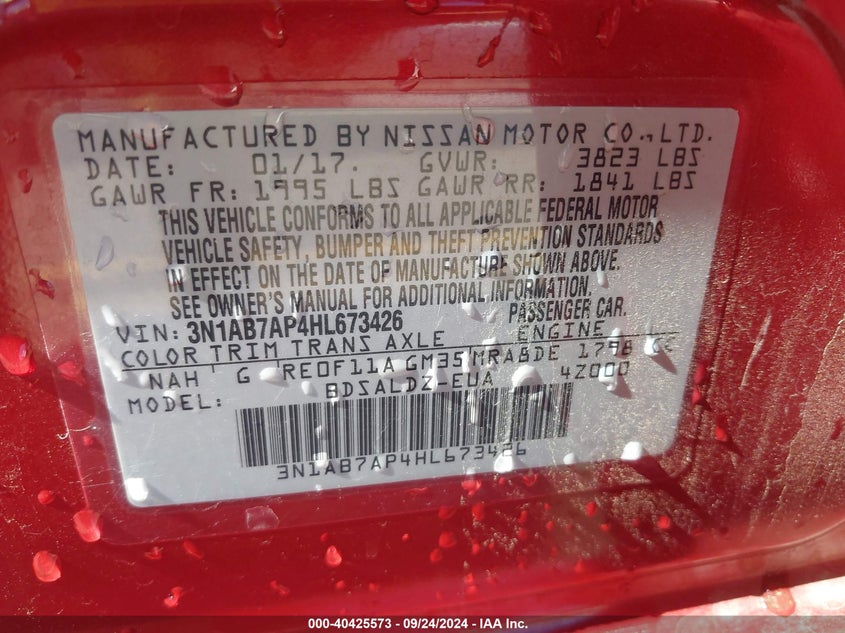 MANUFACTURED BY NISSAN MOTOR CO.,LTD.
DATE: 01/17. GVWR: 3823 LBS
GAWR FR: 1995 LBS GAWR RR: 1841 LBS
THIS VEHICLE CONFORMS TO ALL APPLICABLE FEDERAL MOTOR
VEHICLE SAFETY, BUMPER AND THEFT PREVENTION STANDARDS
IN EFFECT ON THE DATE OF MANUFACTURE SHOWN ABOVE.
SEE OWNER'S MANUAL FOR ADDITIONAL INFORMATION.
VIN: 3N1AB7AP4HL673426 PASSENGER CAR.
COLOR TRIM TRANS AXLE ENGINE
NAH G RE0F11A GM35 MRA8DE 1798 CC
MODEL: BDSALDZ-EUA 4Z000
3N1AB7AP4HL673426
000-40425573 - 09/24/2024 - IAA Inc.